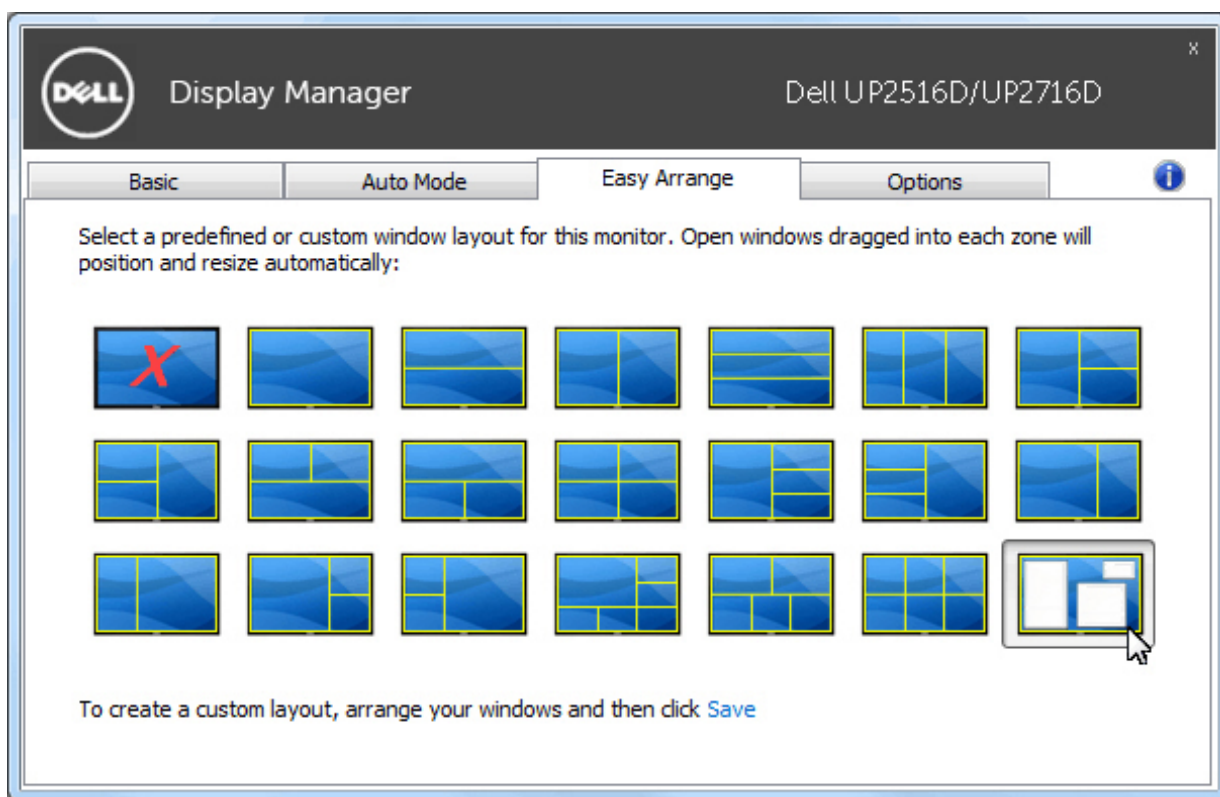 x
DELL Display Manager Dell UP2516D/UP2716D
Basic Auto Mode Easy Arrange Options i
Select a predefined or custom window layout for this monitor. Open windows dragged into each zone will
position and resize automatically:
X
To create a custom layout, arrange your windows and then click Save